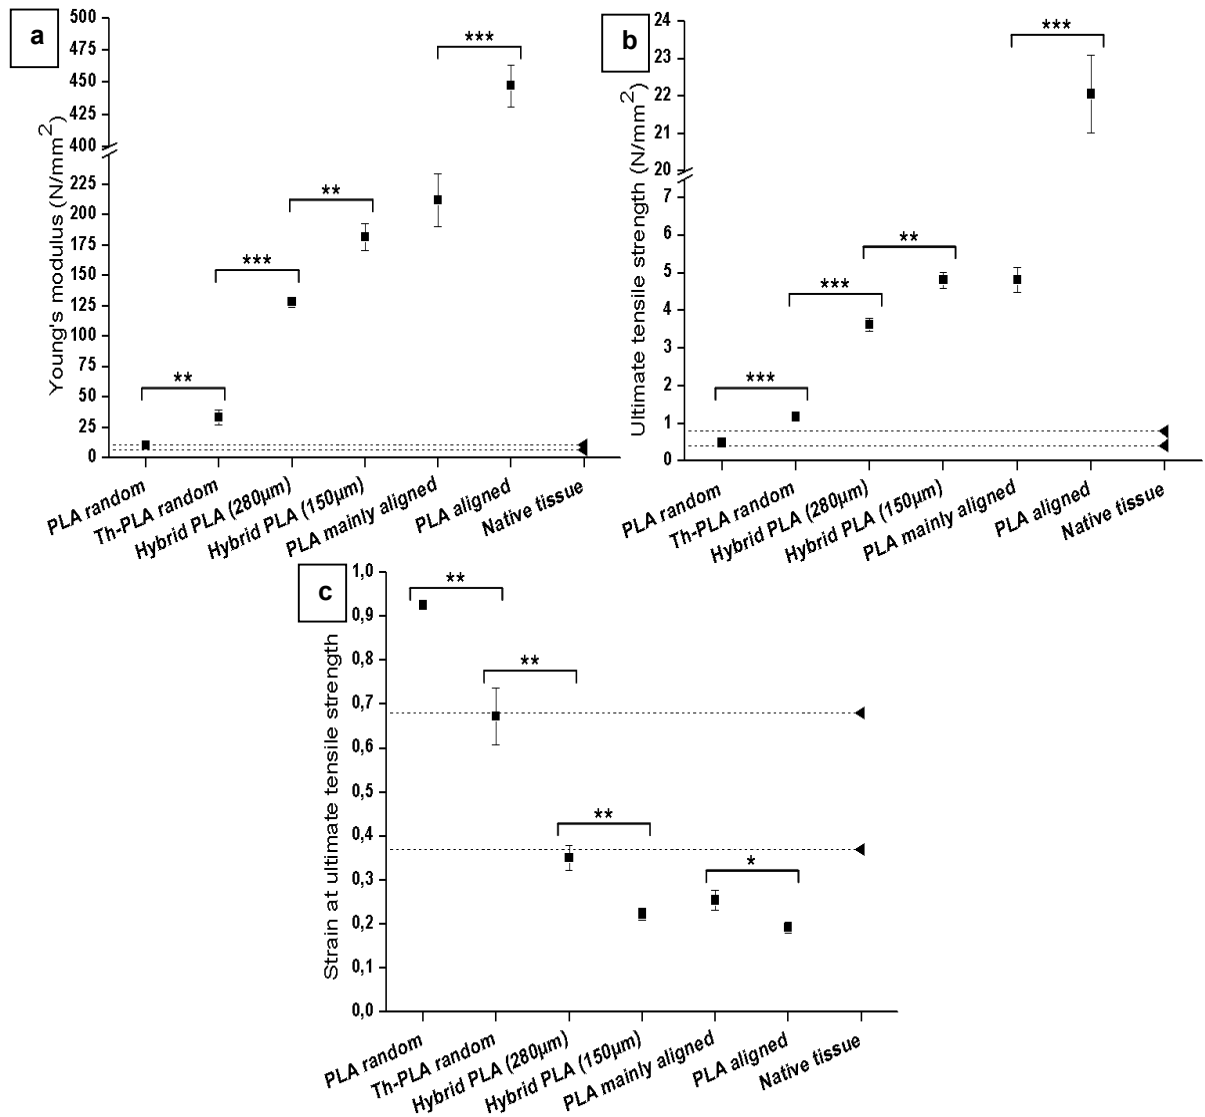 a
Young's modulus (N/mm2)
500
475
450
425
400
225
200
175
150
125
100
75
50
25
0
**
***
**
***
PLA random
Th-PLA random
Hybrid PLA (280µm)
Hybrid PLA (150µm)
PLA mainly aligned
PLA aligned
Native tissue
b
Ultimate tensile strength (N/mm2)
24
23
22
21
20
7
6
5
4
3
2
1
0
***
***
**
***
PLA random
Th-PLA random
Hybrid PLA (280µm)
Hybrid PLA (150µm)
PLA mainly aligned
PLA aligned
Native tissue
c
Strain at ultimate tensile strength
1,0
0,9
0,8
0,7
0,6
0,5
0,4
0,3
0,2
0,1
0,0
**
**
**
*
PLA random
Th-PLA random
Hybrid PLA (280µm)
Hybrid PLA (150µm)
PLA mainly aligned
PLA aligned
Native tissue